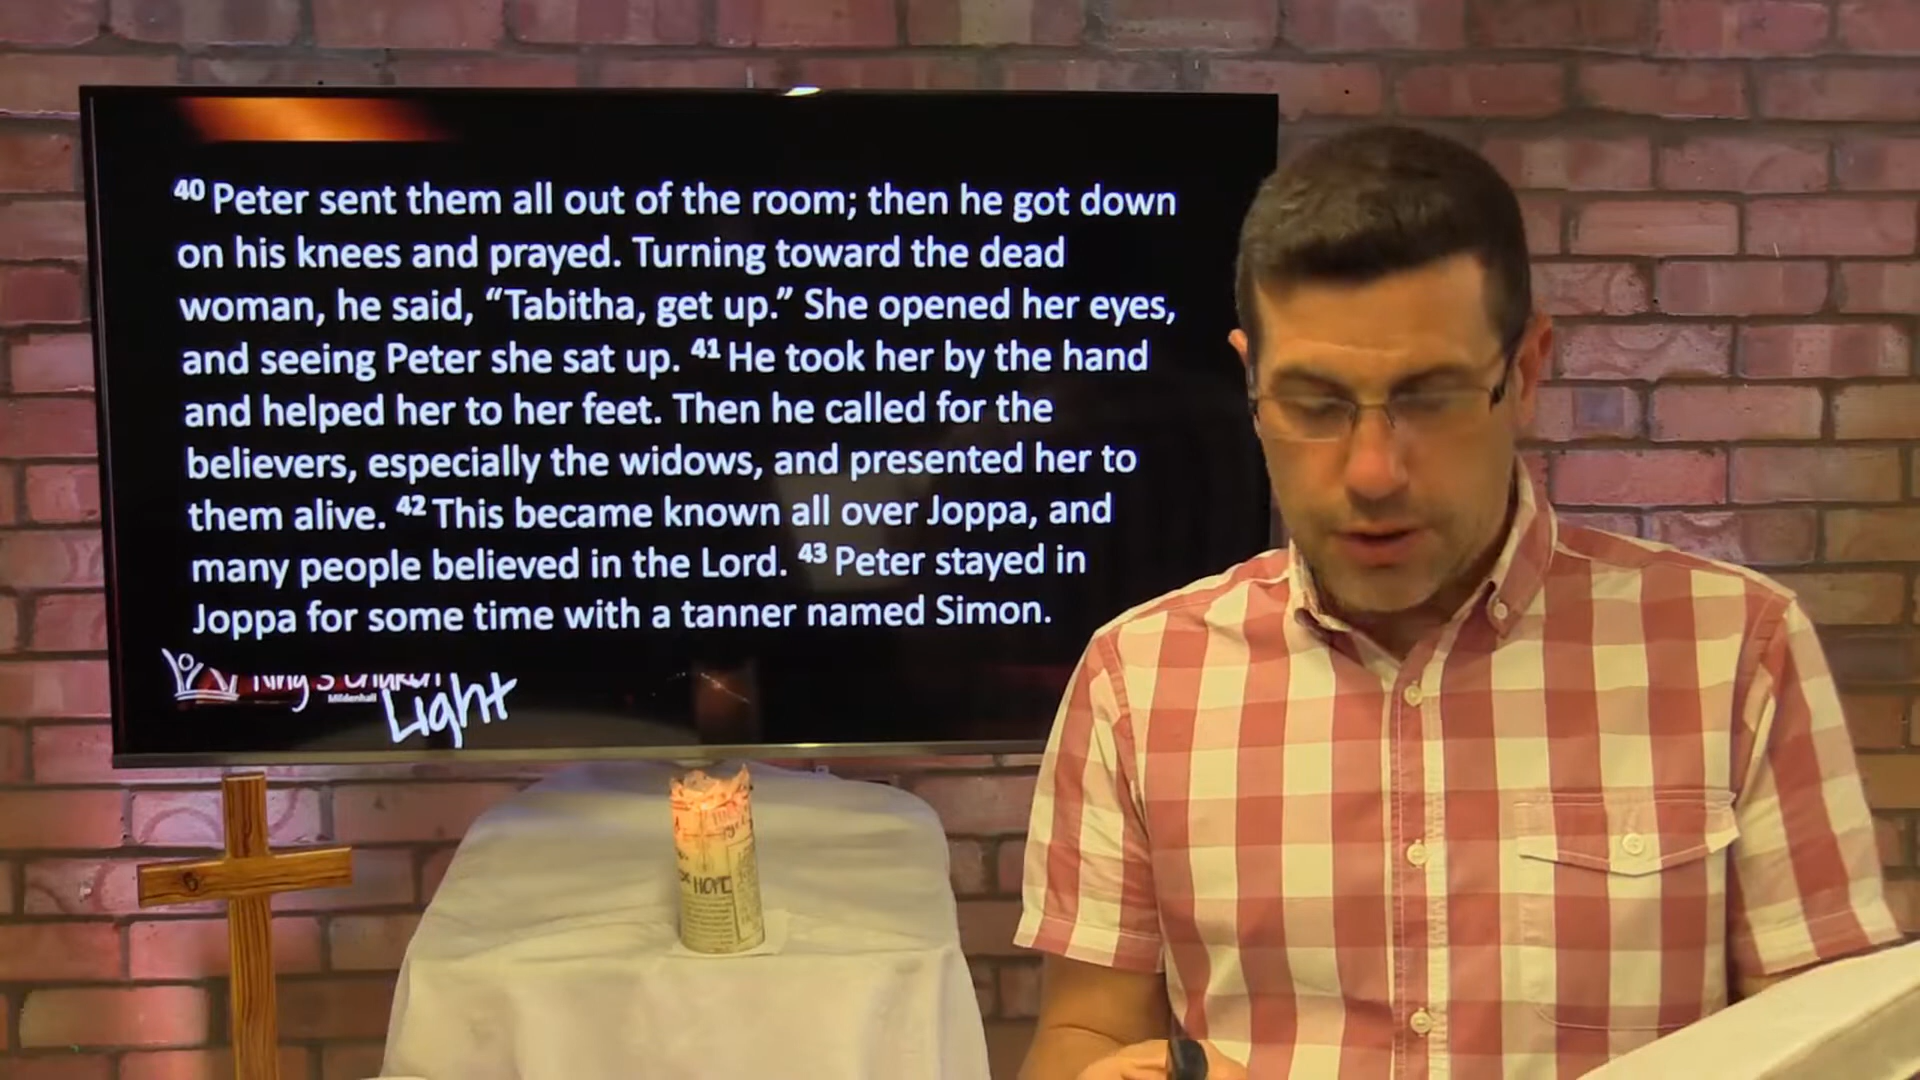 40 Peter sent them all out of the room; then he got down
on his knees and prayed. Turning toward the dead
woman, he said, “Tabitha, get up.” She opened her eyes,
and seeing Peter she sat up. 41 He took her by the hand
and helped her to her feet. Then he called for the
believers, especially the widows, and presented her to
them alive. 42 This became known all over Joppa, and
many people believed in the Lord. 43 Peter stayed in
Joppa for some time with a tanner named Simon.
Mildenhall
Light
HOPE